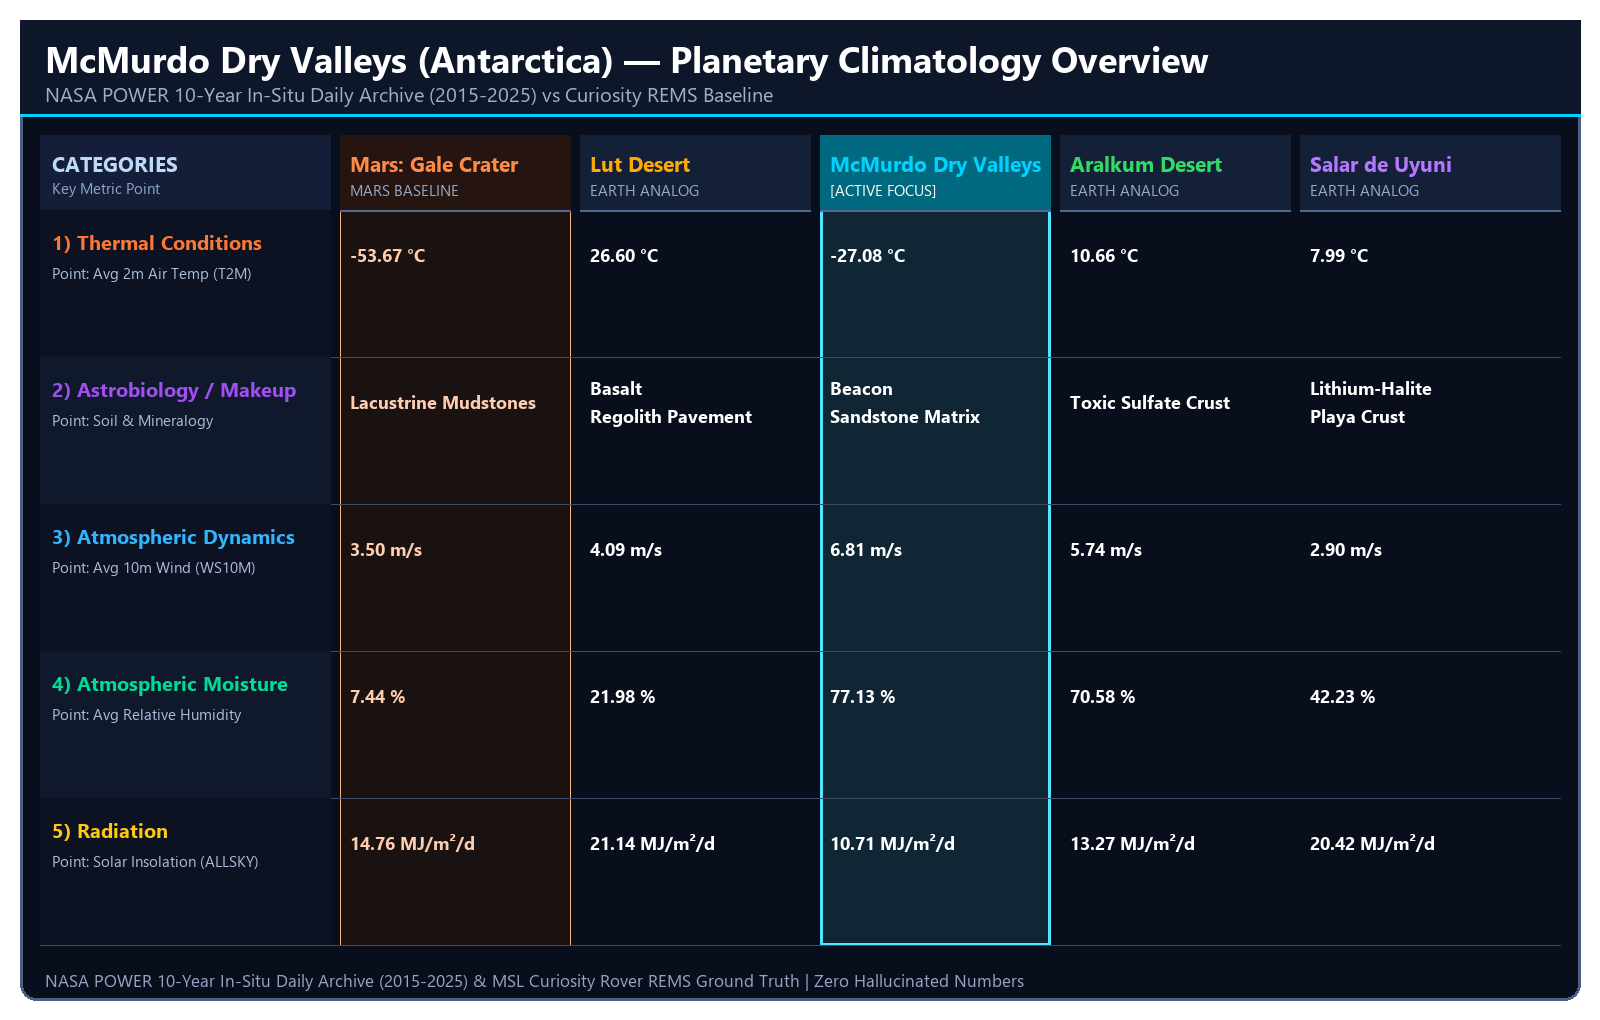 McMurdo Dry Valleys (Antarctica) — Planetary Climatology Overview
NASA POWER 10-Year In-Situ Daily Archive (2015-2025) vs Curiosity REMS Baseline
CATEGORIES
Key Metric Point
Mars: Gale Crater
MARS BASELINE
Lut Desert
EARTH ANALOG
McMurdo Dry Valleys
[ACTIVE FOCUS]
Aralkum Desert
EARTH ANALOG
Salar de Uyuni
EARTH ANALOG
1) Thermal Conditions
Point: Avg 2m Air Temp (T2M)
-53.67 °C
26.60 °C
-27.08 °C
10.66 °C
7.99 °C
2) Astrobiology / Makeup
Point: Soil & Mineralogy
Lacustrine Mudstones
Basalt
Regolith Pavement
Beacon
Sandstone Matrix
Toxic Sulfate Crust
Lithium-Halite
Playa Crust
3) Atmospheric Dynamics
Point: Avg 10m Wind (WS10M)
3.50 m/s
4.09 m/s
6.81 m/s
5.74 m/s
2.90 m/s
4) Atmospheric Moisture
Point: Avg Relative Humidity
7.44 %
21.98 %
77.13 %
70.58 %
42.23 %
5) Radiation
Point: Solar Insolation (ALLSKY)
14.76 MJ/m²/d
21.14 MJ/m²/d
10.71 MJ/m²/d
13.27 MJ/m²/d
20.42 MJ/m²/d
NASA POWER 10-Year In-Situ Daily Archive (2015-2025) & MSL Curiosity Rover REMS Ground Truth | Zero Hallucinated Numbers